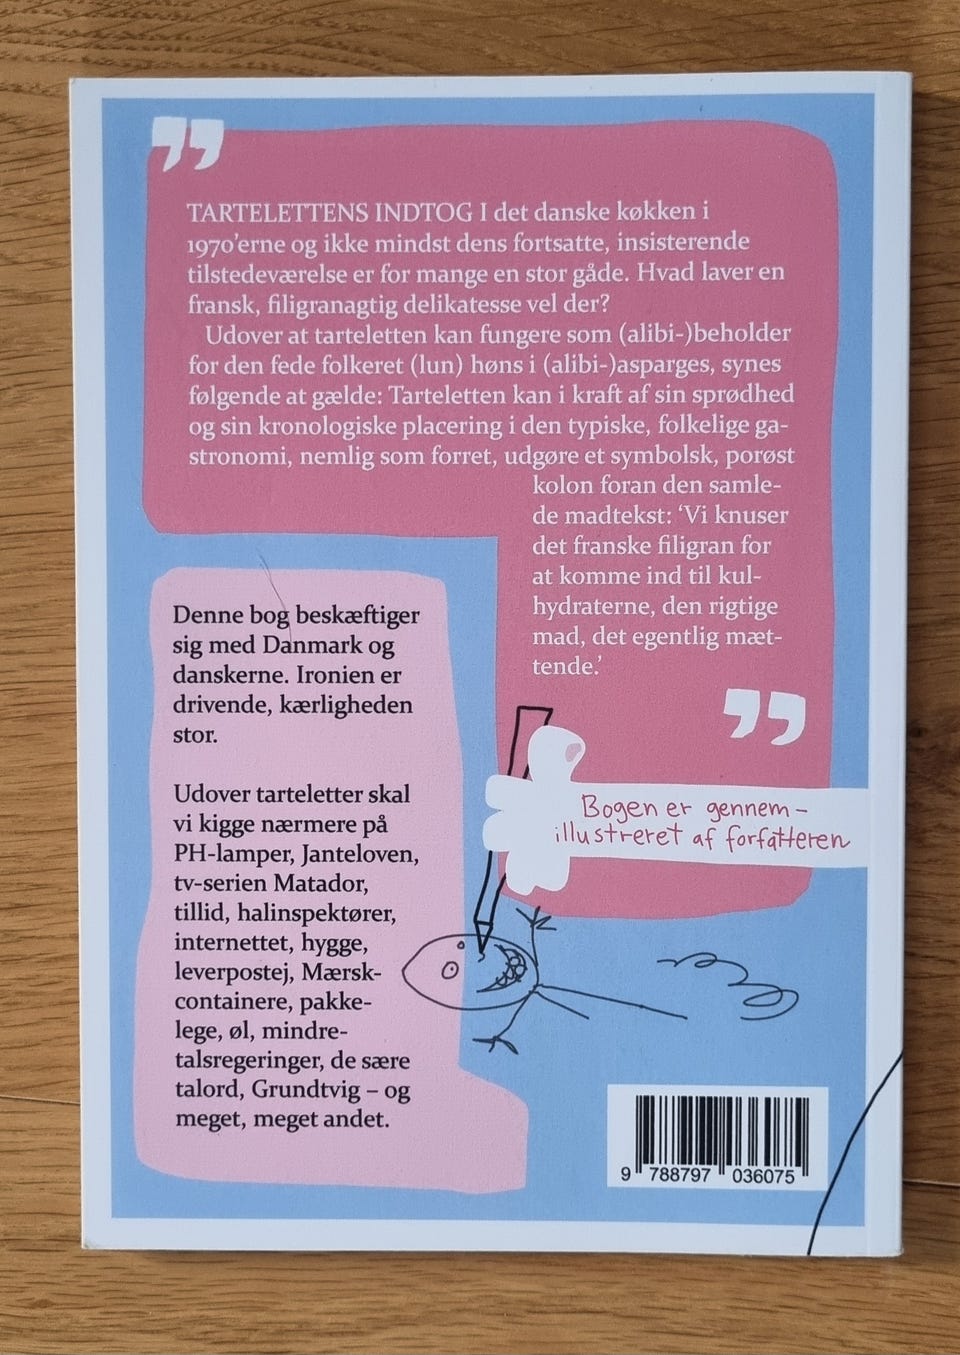 ”
TARTELETTENS INDTOG I det danske køkken i
1970’erne og ikke mindst dens fortsatte, insisterende
tilstedeværelse er for mange en stor gåde. Hvad laver en
fransk, filigranagtig delikatesse vel der?
Udover at tarteletten kan fungere som (alibi-)beholder
for den fede folkeret (lun) høns i (alibi-)asparges, synes
følgende at gælde: Tarteletten kan i kraft af sin sprødhed
og sin kronologiske placering i den typiske, folkelige ga-
stronomi, nemlig som forret, udgøre et symbolsk, porøst
kolon foran den samle-
de madtekst: ‘Vi knuser
det franske filigran for
at komme ind til kul-
hydraterne, den rigtige
mad, det egentlig mæt-
tende.’
”
Denne bog beskæftiger
sig med Danmark og
danskerne. Ironien er
drivende, kærligheden
stor.
Udover tarteletter skal
vi kigge nærmere på
PH-lamper, Janteloven,
tv-serien Matador,
tillid, halinspektører,
internettet, hygge,
leverpostej, Mærsk-
containere, pakke-
lege, øl, mindre-
talsregeringer, de sære
talord, Grundtvig – og
meget, meget andet.
Bogen er gennem-
illustreret af forfatteren
9 788797 036075